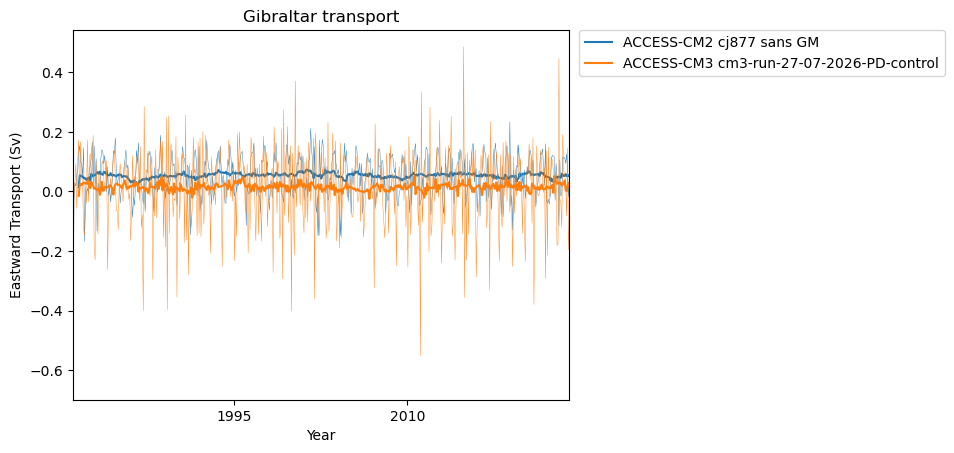 Gibraltar transport
ACCESS-CM2 cj877 sans GM
ACCESS-CM3 cm3-run-27-07-2026-PD-control
Eastward Transport (Sv)
0.4
0.2
0.0
−0.2
−0.4
−0.6
1995
2010
Year